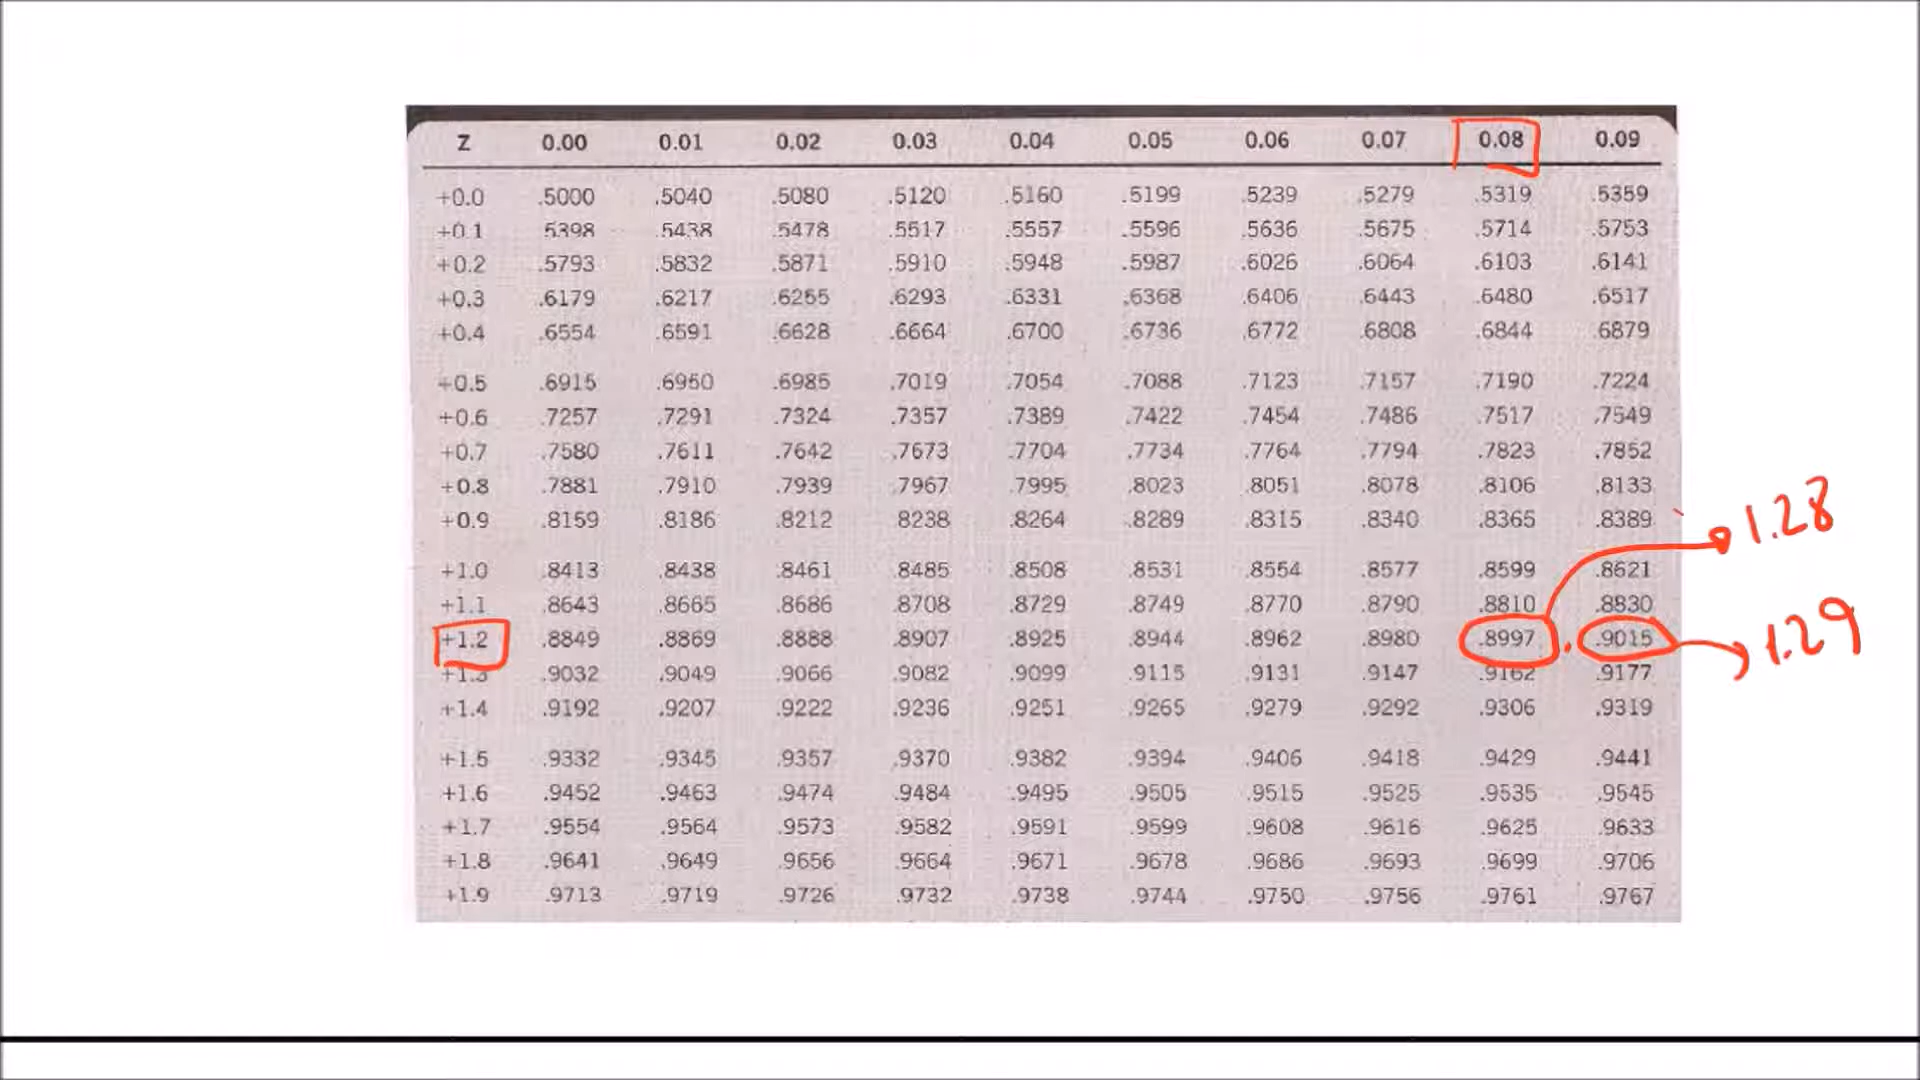 Z 0.00 0.01 0.02 0.03 0.04 0.05 0.06 0.07 0.08 0.09
+0.0 .5000 .5040 .5080 .5120 .5160 .5199 .5239 .5279 .5319 .5359
+0.1 .5398 .5438 .5478 .5517 .5557 .5596 .5636 .5675 .5714 .5753
+0.2 .5793 .5832 .5871 .5910 .5948 .5987 .6026 .6064 .6103 .6141
+0.3 .6179 .6217 .6255 .6293 .6331 .6368 .6406 .6443 .6480 .6517
+0.4 .6554 .6591 .6628 .6664 .6700 .6736 .6772 .6808 .6844 .6879
+0.5 .6915 .6950 .6985 .7019 .7054 .7088 .7123 .7157 .7190 .7224
+0.6 .7257 .7291 .7324 .7357 .7389 .7422 .7454 .7486 .7517 .7549
+0.7 .7580 .7611 .7642 .7673 .7704 .7734 .7764 .7794 .7823 .7852
+0.8 .7881 .7910 .7939 .7967 .7995 .8023 .8051 .8078 .8106 .8133
+0.9 .8159 .8186 .8212 .8238 .8264 .8289 .8315 .8340 .8365 .8389
1.28
+1.0 .8413 .8438 .8461 .8485 .8508 .8531 .8554 .8577 .8599 .8621
+1.1 .8643 .8665 .8686 .8708 .8729 .8749 .8770 .8790 .8810 .8830
+1.2 .8849 .8869 .8888 .8907 .8925 .8944 .8962 .8980 .8997 .9015
1.29
+1.3 .9032 .9049 .9066 .9082 .9099 .9115 .9131 .9147 .9162 .9177
+1.4 .9192 .9207 .9222 .9236 .9251 .9265 .9279 .9292 .9306 .9319
+1.5 .9332 .9345 .9357 .9370 .9382 .9394 .9406 .9418 .9429 .9441
+1.6 .9452 .9463 .9474 .9484 .9495 .9505 .9515 .9525 .9535 .9545
+1.7 .9554 .9564 .9573 .9582 .9591 .9599 .9608 .9616 .9625 .9633
+1.8 .9641 .9649 .9656 .9664 .9671 .9678 .9686 .9693 .9699 .9706
+1.9 .9713 .9719 .9726 .9732 .9738 .9744 .9750 .9756 .9761 .9767